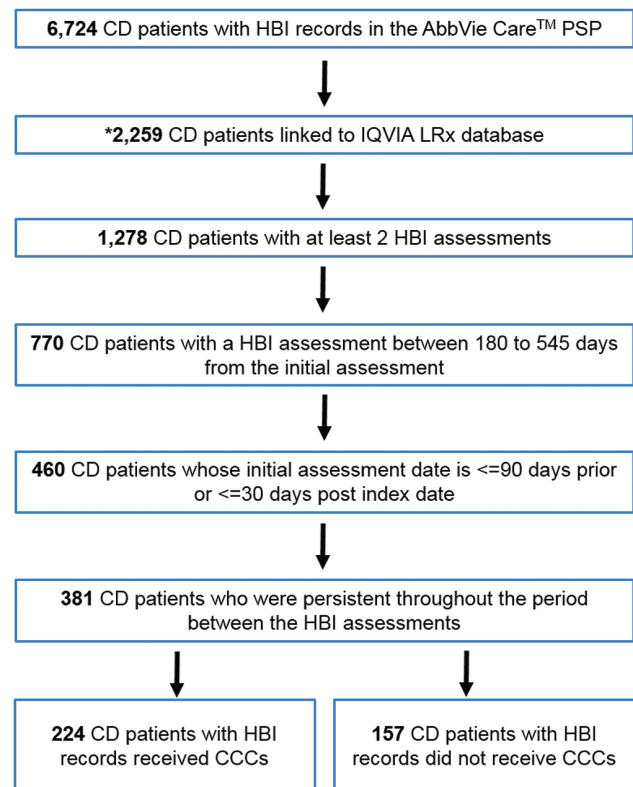 6,724 CD patients with HBI records in the AbbVie Care™ PSP
*2,259 CD patients linked to IQVIA LRx database
1,278 CD patients with at least 2 HBI assessments
770 CD patients with a HBI assessment between 180 to 545 days
from the initial assessment
460 CD patients whose initial assessment date is <=90 days prior
or <=30 days post index date
381 CD patients who were persistent throughout the period
between the HBI assessments
224 CD patients with HBI
records received CCCs
157 CD patients with HBI
records did not receive CCCs